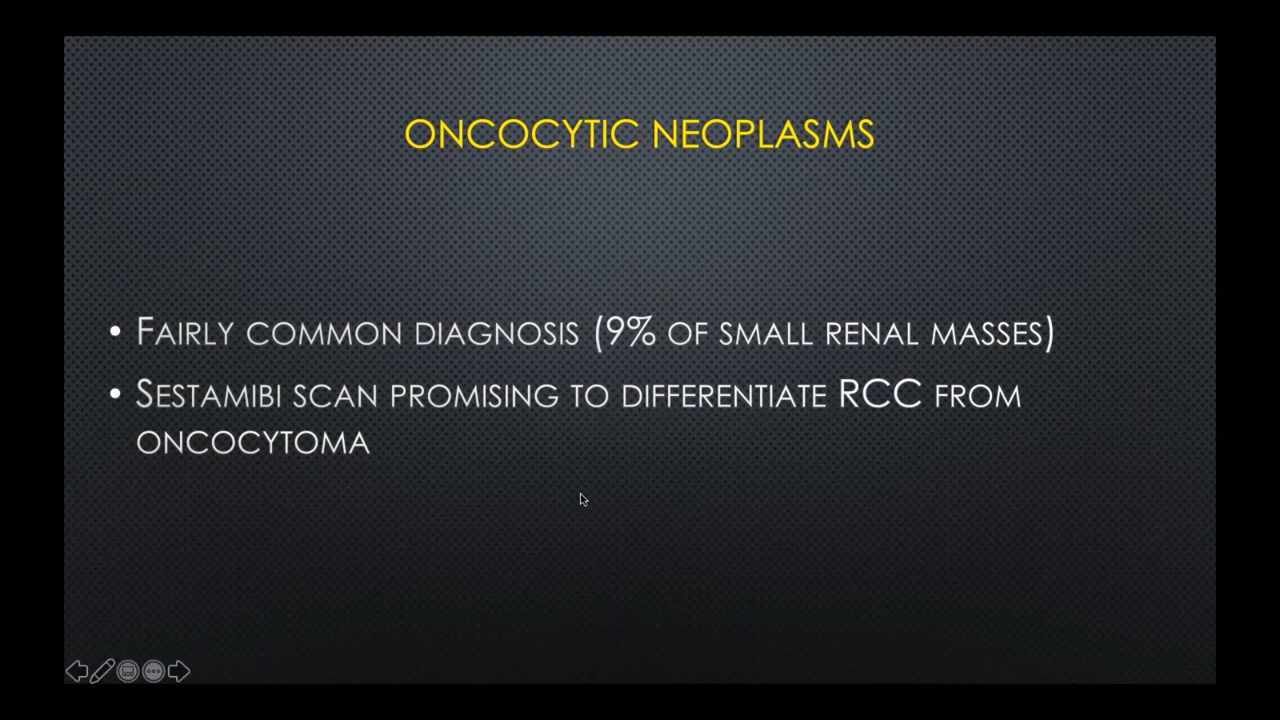 ONCOCYTIC NEOPLASMS
• FAIRLY COMMON DIAGNOSIS (9% OF SMALL RENAL MASSES)
• SESTAMIBI SCAN PROMISING TO DIFFERENTIATE RCC FROM
ONCOCYTOMA